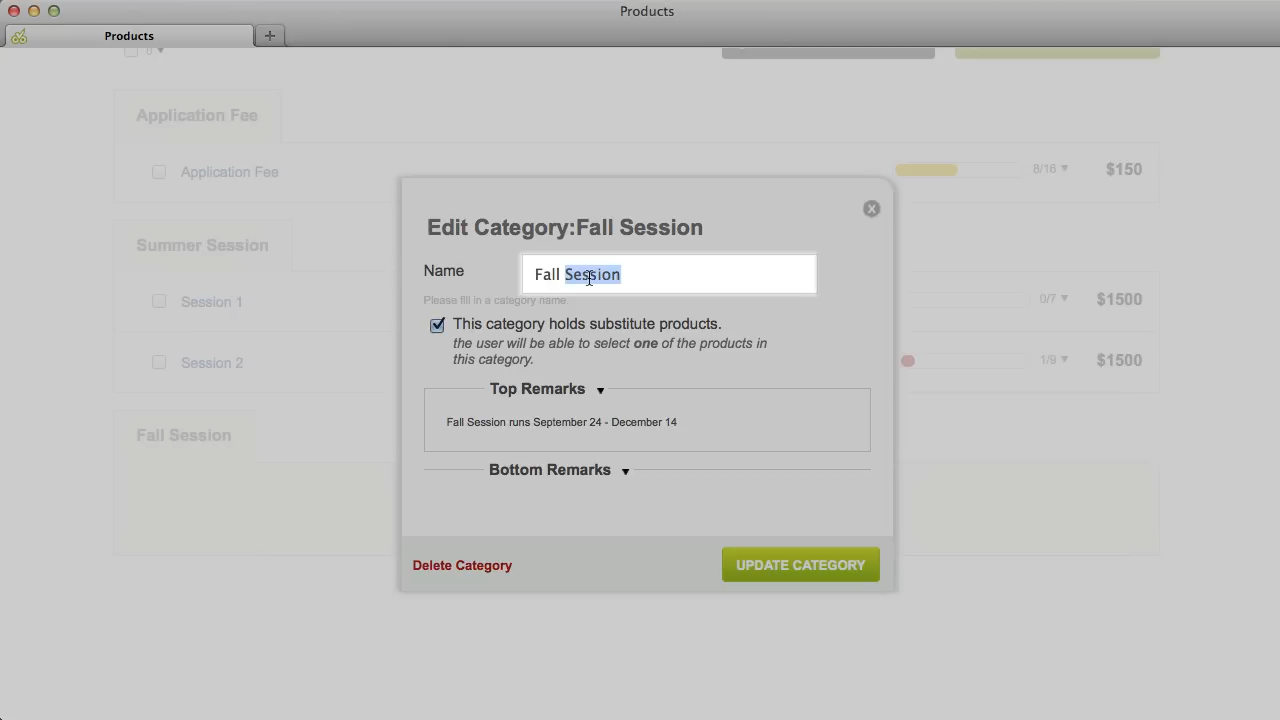 Products
Products
0
Application Fee
Application Fee
8/16
$150
Summer Session
Session 1
0/7
$1500
Session 2
1/9
$1500
Fall Session
Edit Category:Fall Session
Name
Fall Session
Please fill in a category name.
This category holds substitute products.
the user will be able to select one of the products in
this category.
Top Remarks
Fall Session runs September 24 - December 14
Bottom Remarks
Delete Category
UPDATE CATEGORY